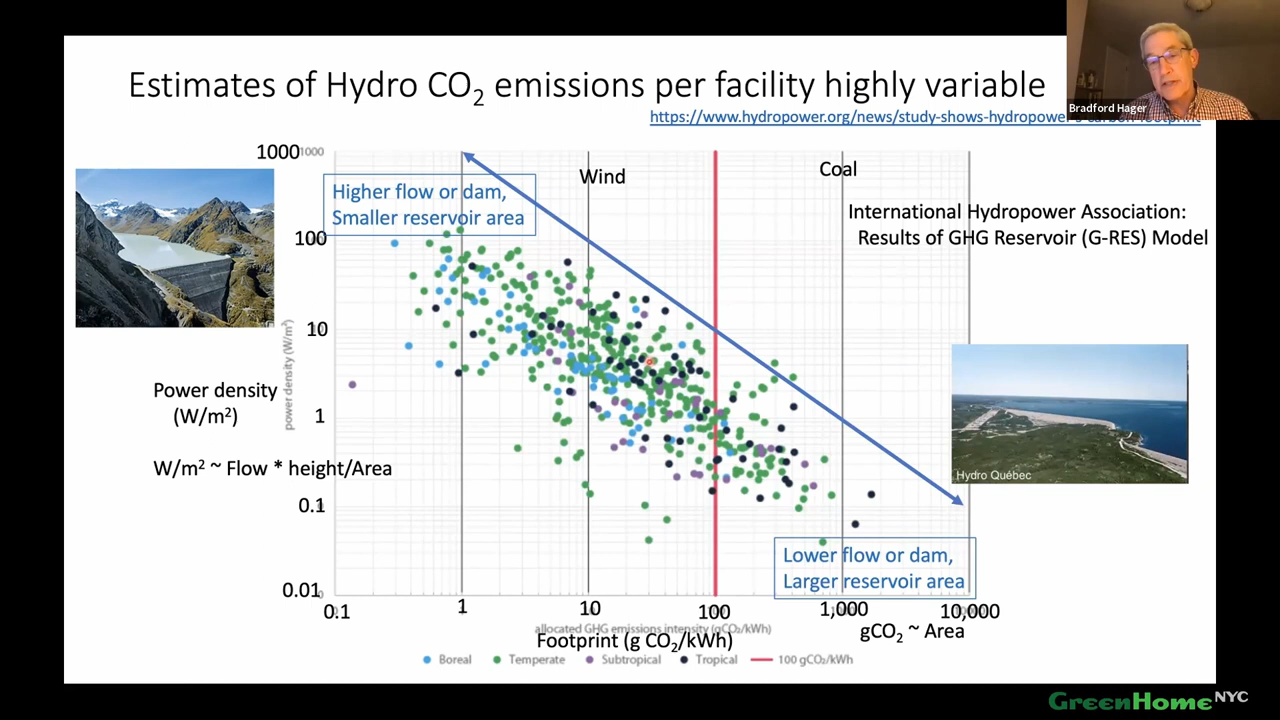 Estimates of Hydro CO2 emissions per facility highly variable
Bradford Hager
https://www.hydropower.org/news/study-shows-hydropower-s-carbon-footprint
1000
1000
Wind
Coal
Higher flow or dam,
Smaller reservoir area
International Hydropower Association:
Results of GHG Reservoir (G-RES) Model
100
10
power density (W/m²)
Power density
(W/m²)
1
W/m² ~ Flow * height/Area
Hydro Québec
0.1
Lower flow or dam,
Larger reservoir area
0.01
0.1
1
10
100
1,000
10,000
allocated GHG emissions intensity (gCO₂/kWh)
Footprint (g CO2/kWh)
gCO2 ~ Area
Boreal
Temperate
Subtropical
Tropical
100 gCO₂/kWh
GreenHomeNYC